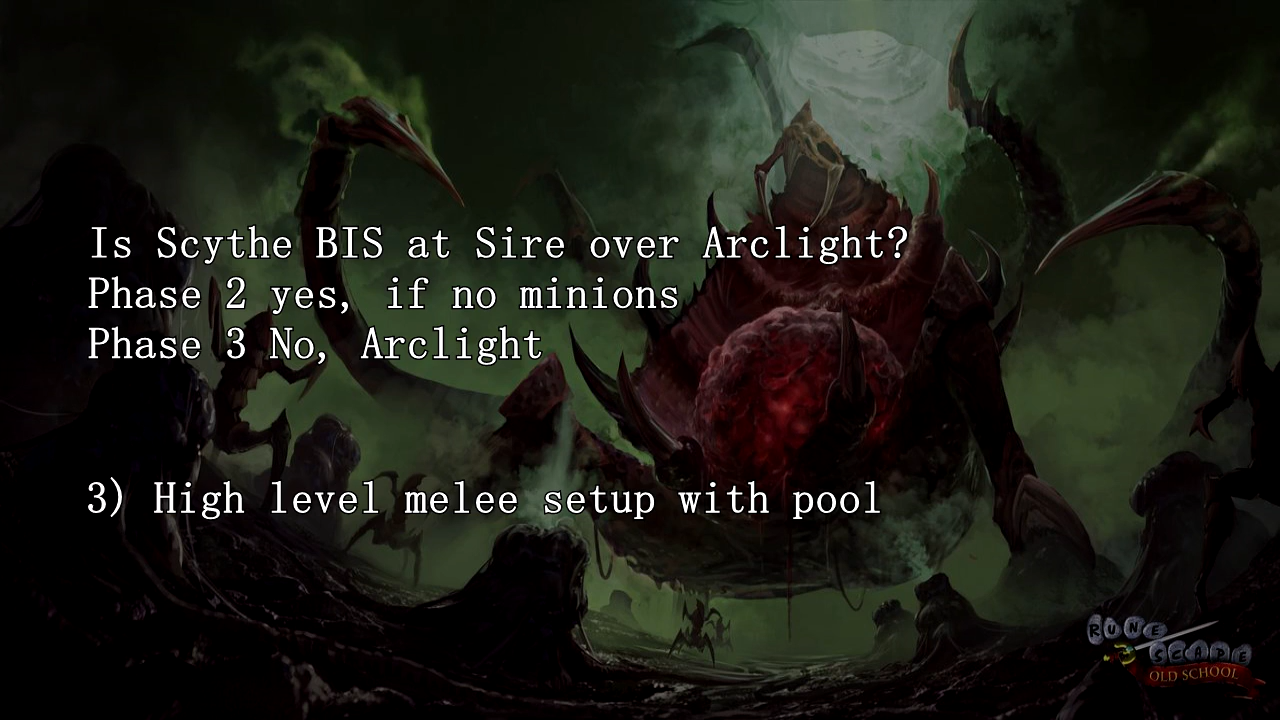 Is Scythe BIS at Sire over Arclight?
Phase 2 yes, if no minions
Phase 3 No, Arclight
3) High level melee setup with pool
RUNE
SCAPE
OLD SCHOOL